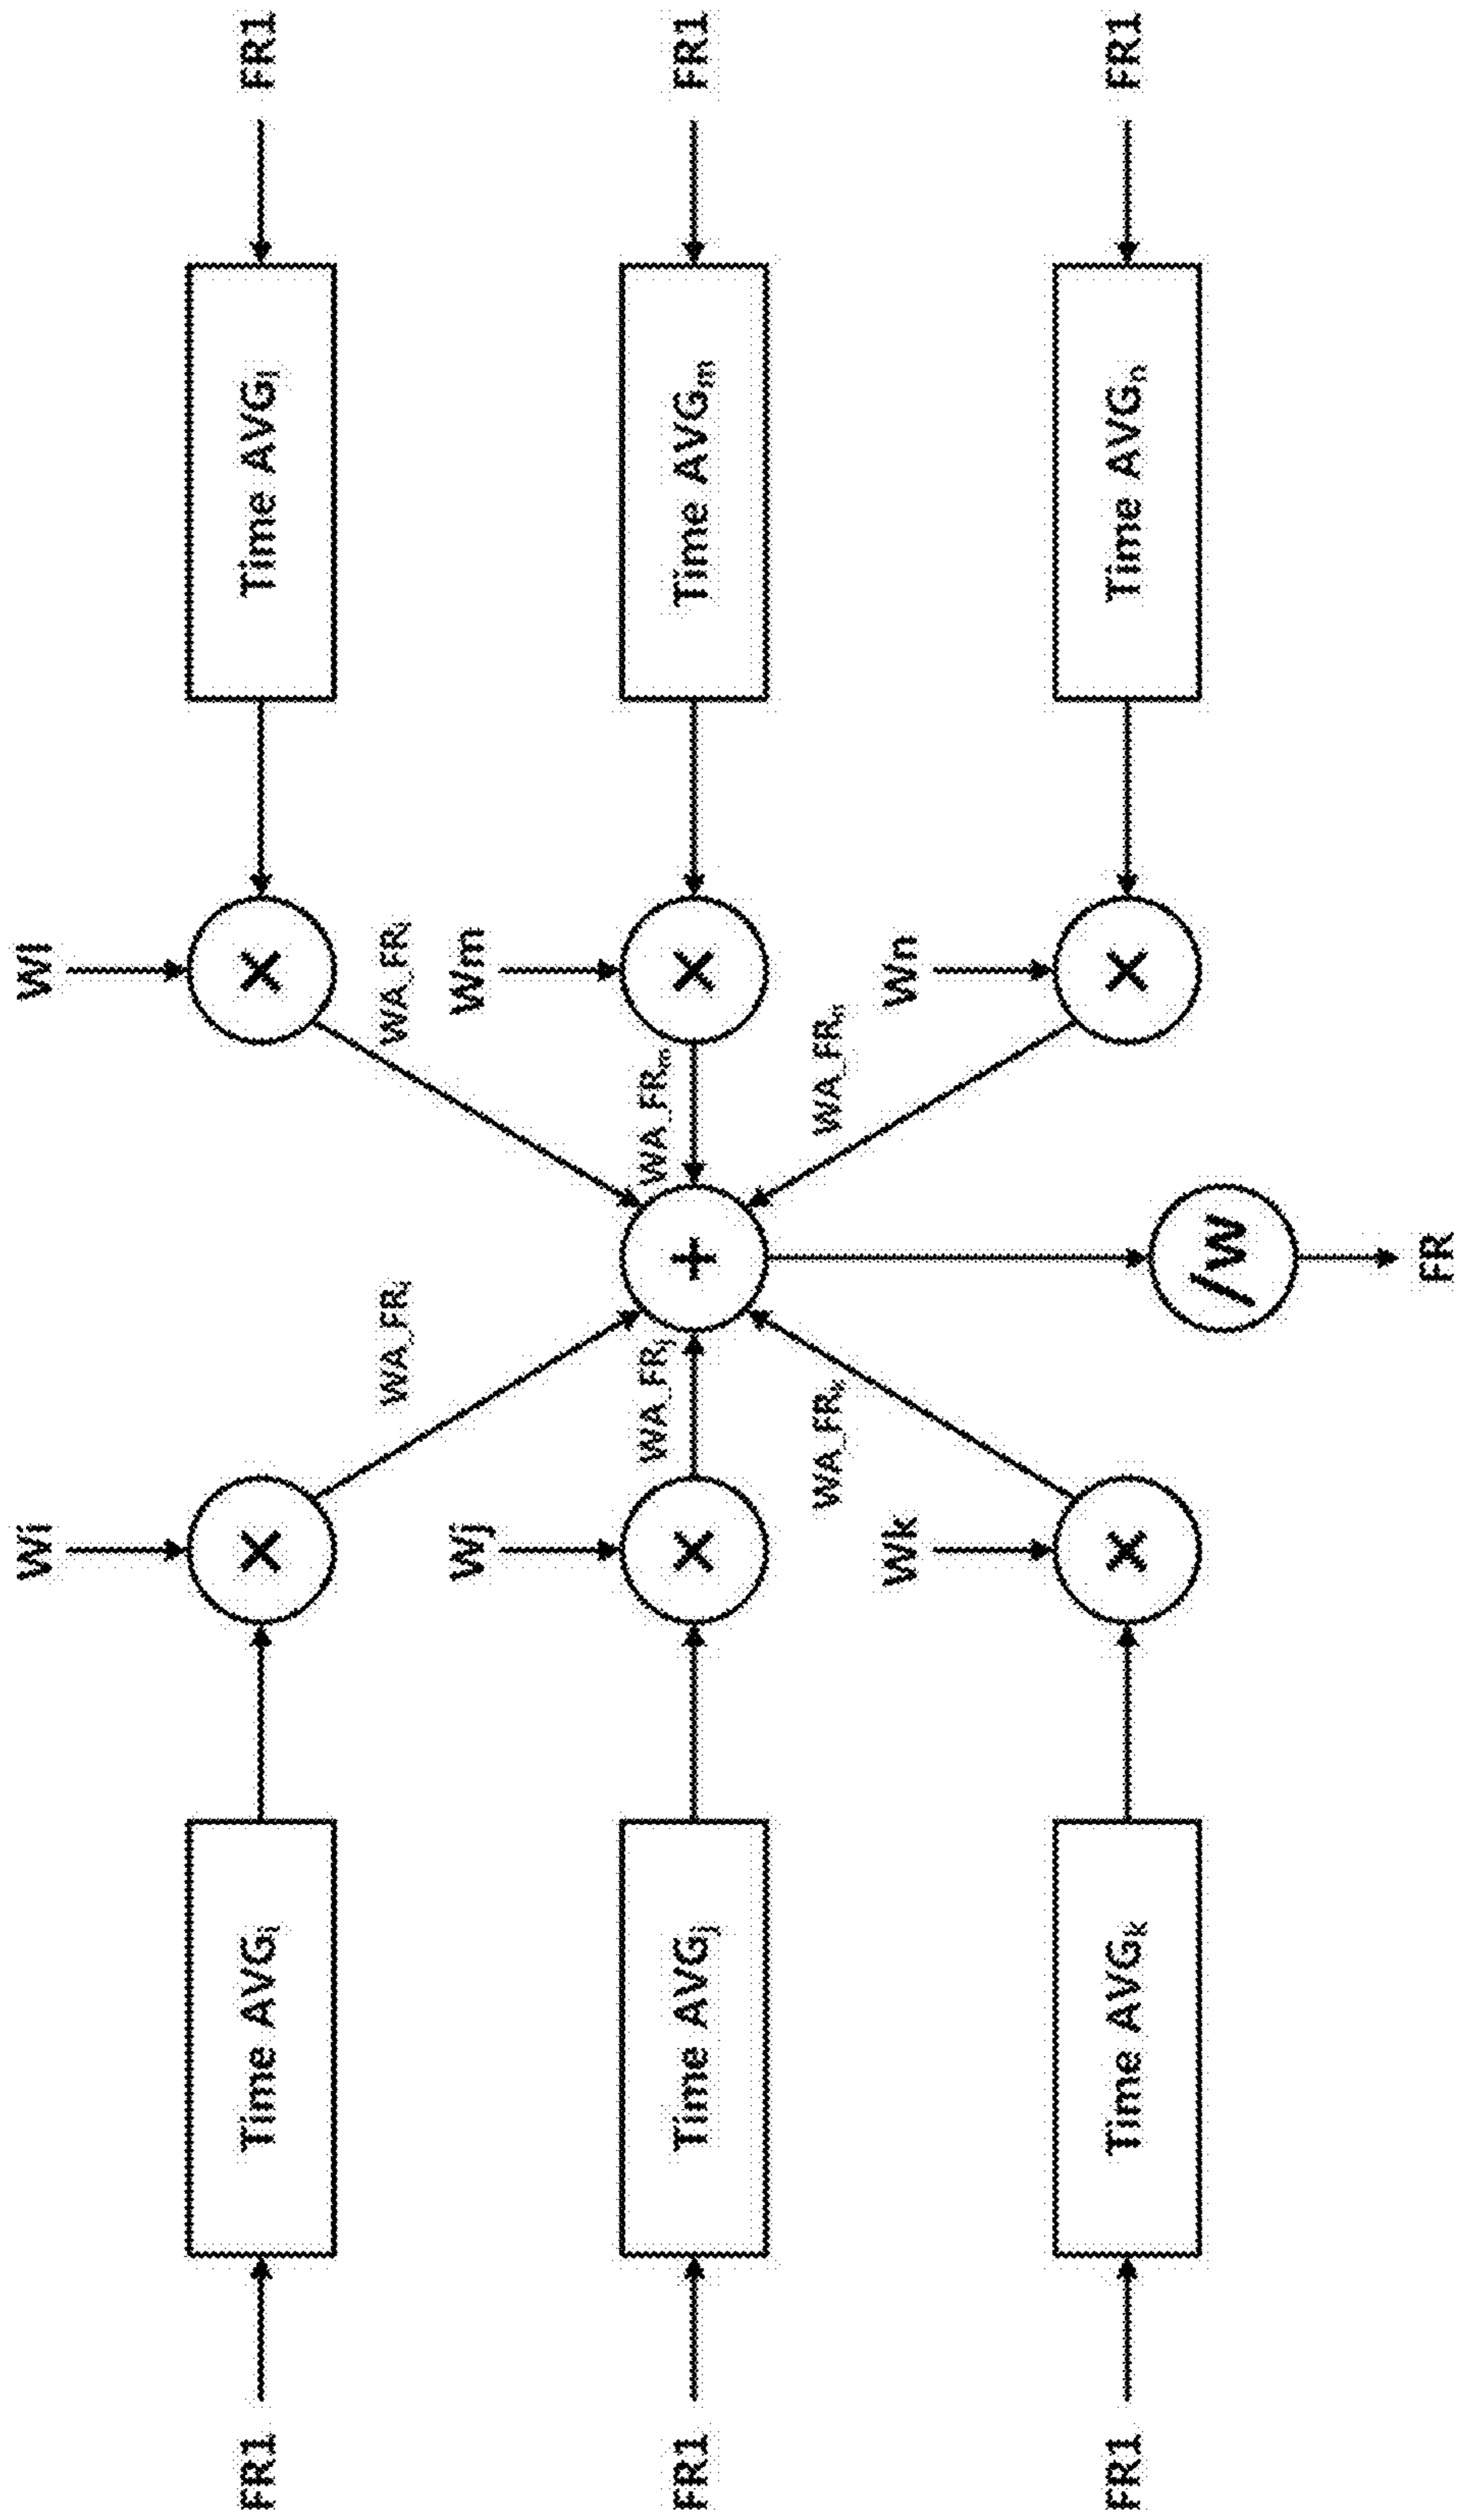 Wi
Wl
FR1
Time AVGᵢ
×
×
Time AVGₗ
FR1
WA_FRᵢ
WA_FRₗ
Wj
Wm
WA_FRⱼ
WA_FRₘ
FR1
Time AVGⱼ
×
+
×
Time AVGₘ
FR1
WA_FRₖ
WA_FRₙ
Wk
Wn
FR1
Time AVGₖ
×
×
Time AVGₙ
FR1
/W
FR